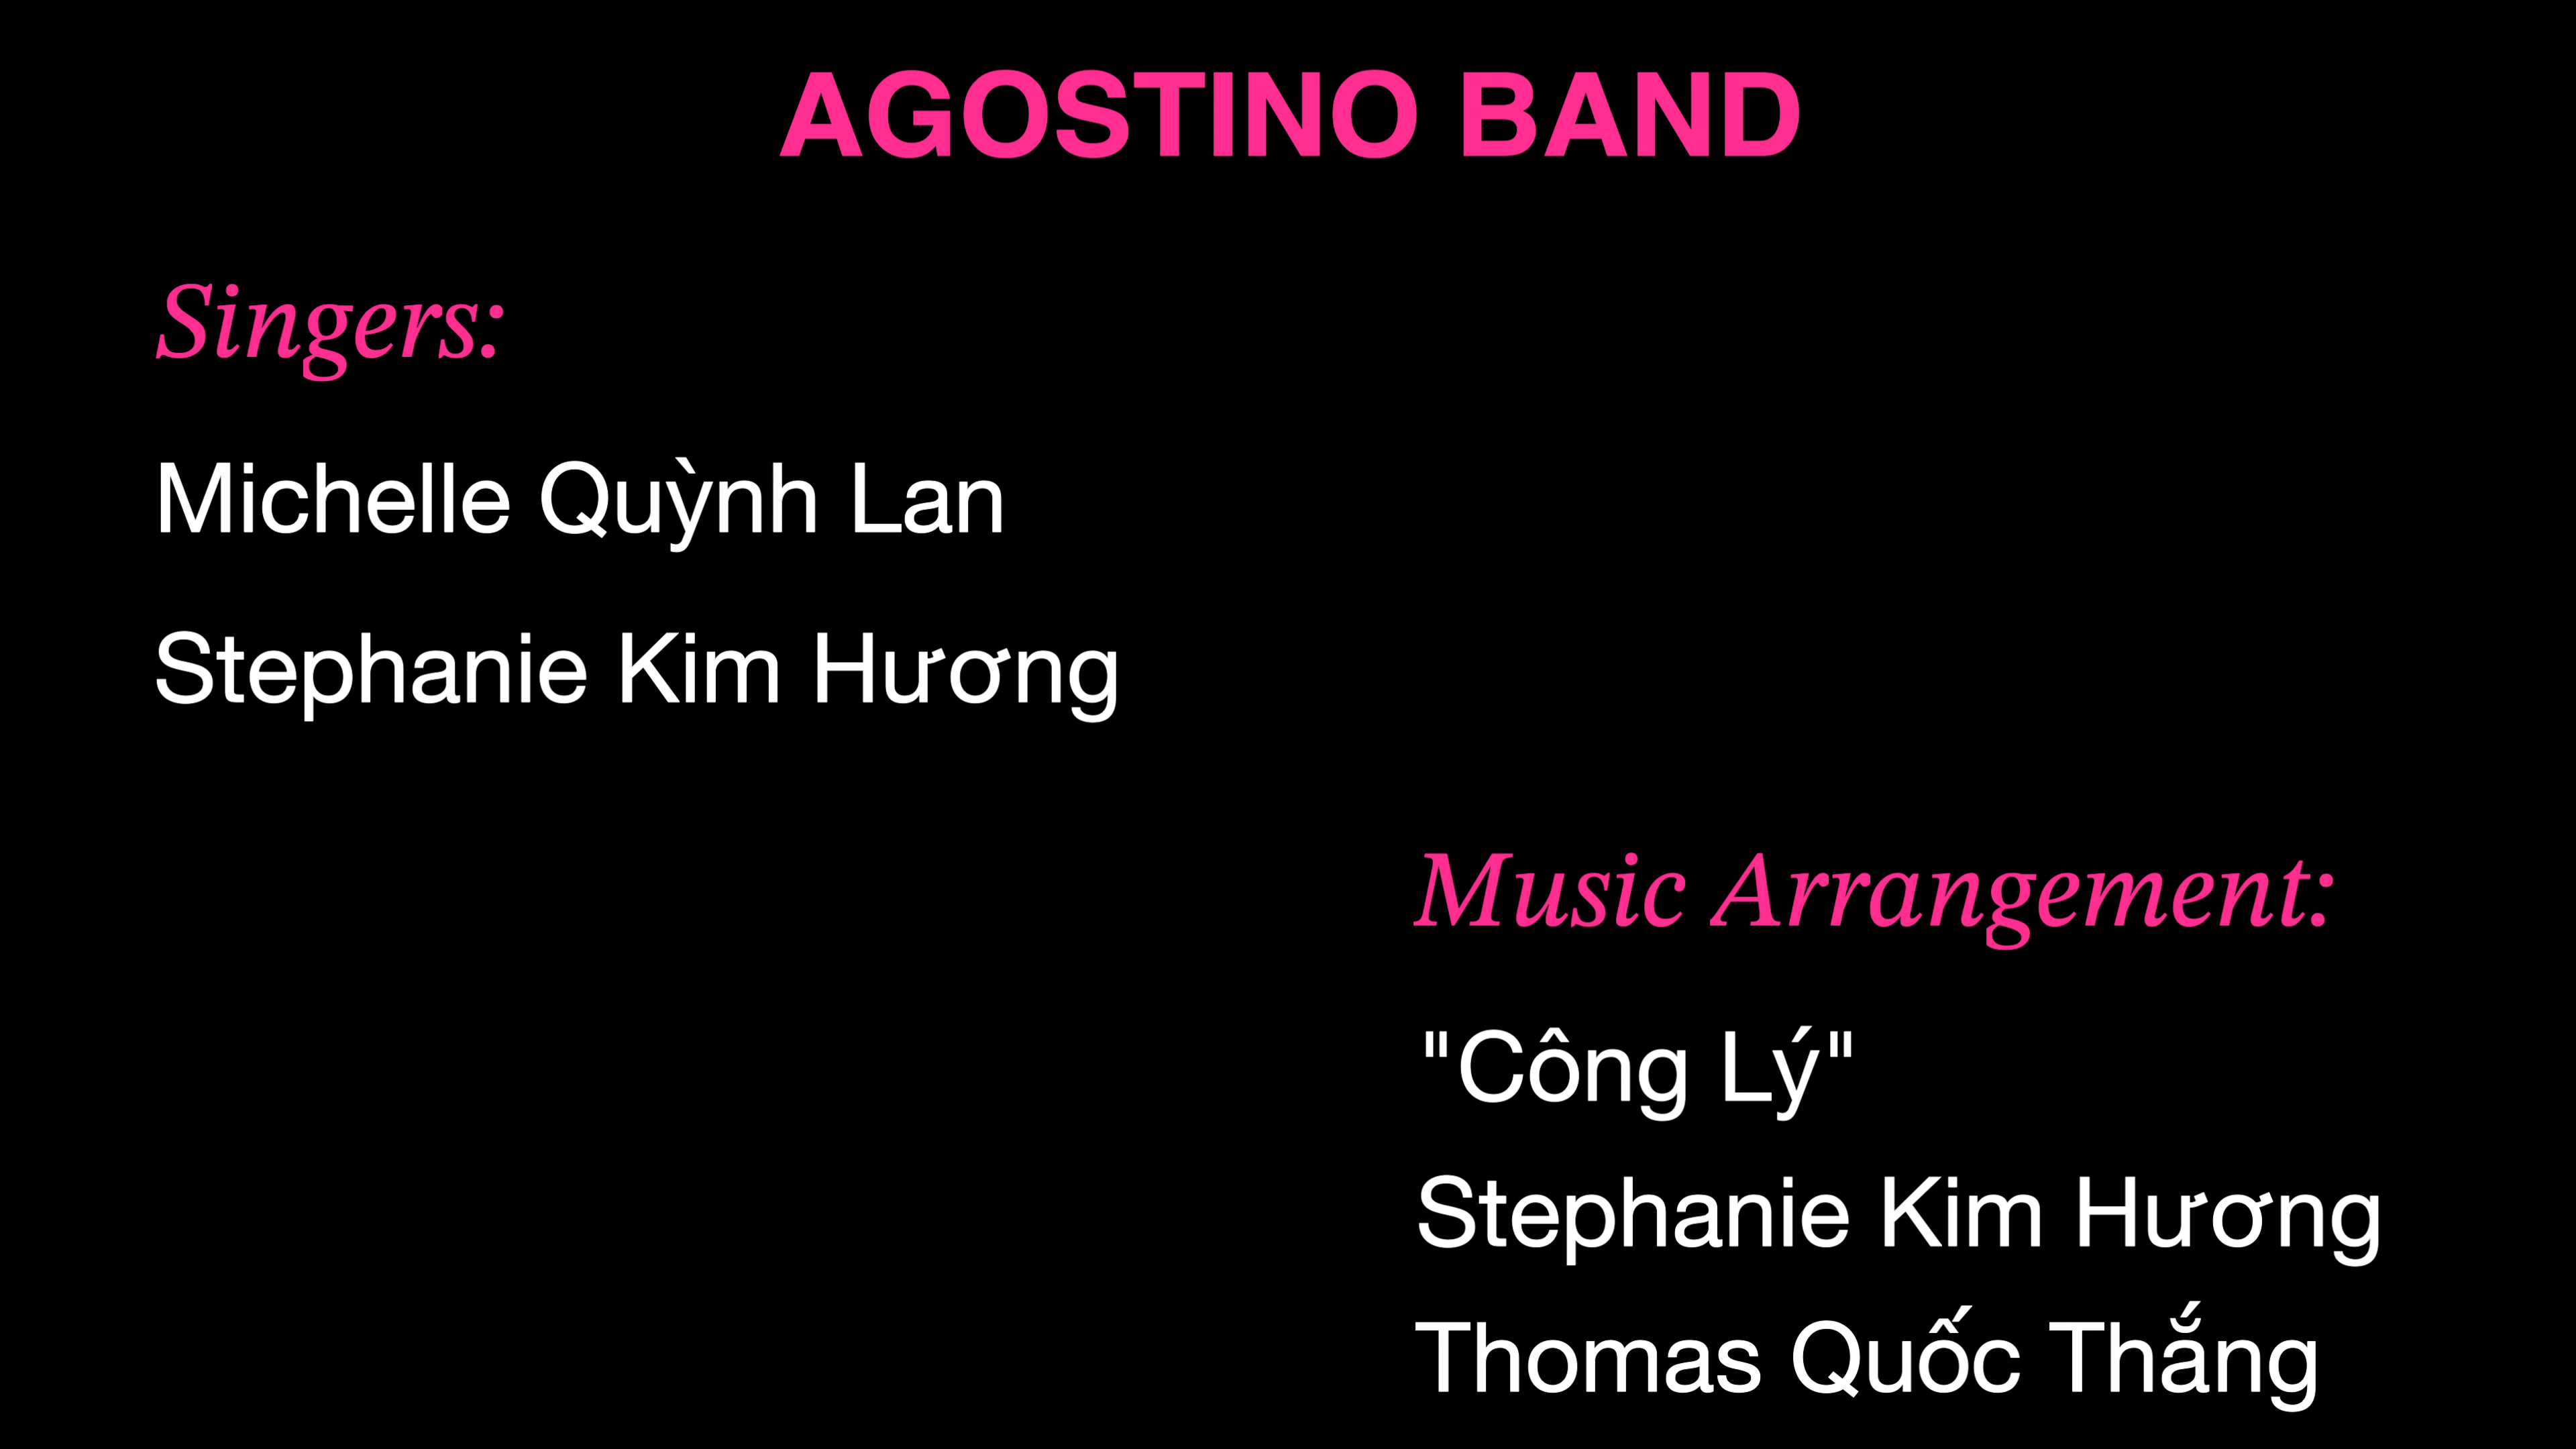 AGOSTINO BAND
Singers:
Michelle Quỳnh Lan
Stephanie Kim Hương
Music Arrangement:
"Công Lý"
Stephanie Kim Hương
Thomas Quốc Thắng